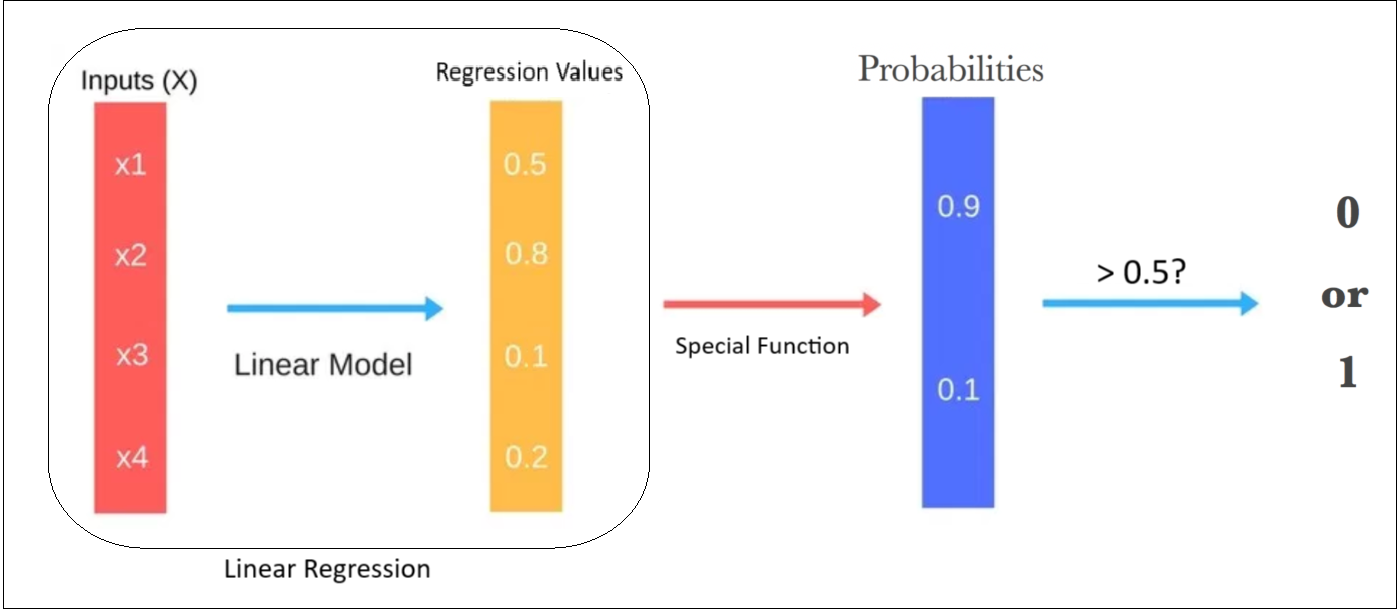 Inputs (X)
x1
x2
x3
x4
Linear Model
Regression Values
0.5
0.8
0.1
0.2
Linear Regression
Special Function
Probabilities
0.9
0.1
> 0.5?
0
or
1